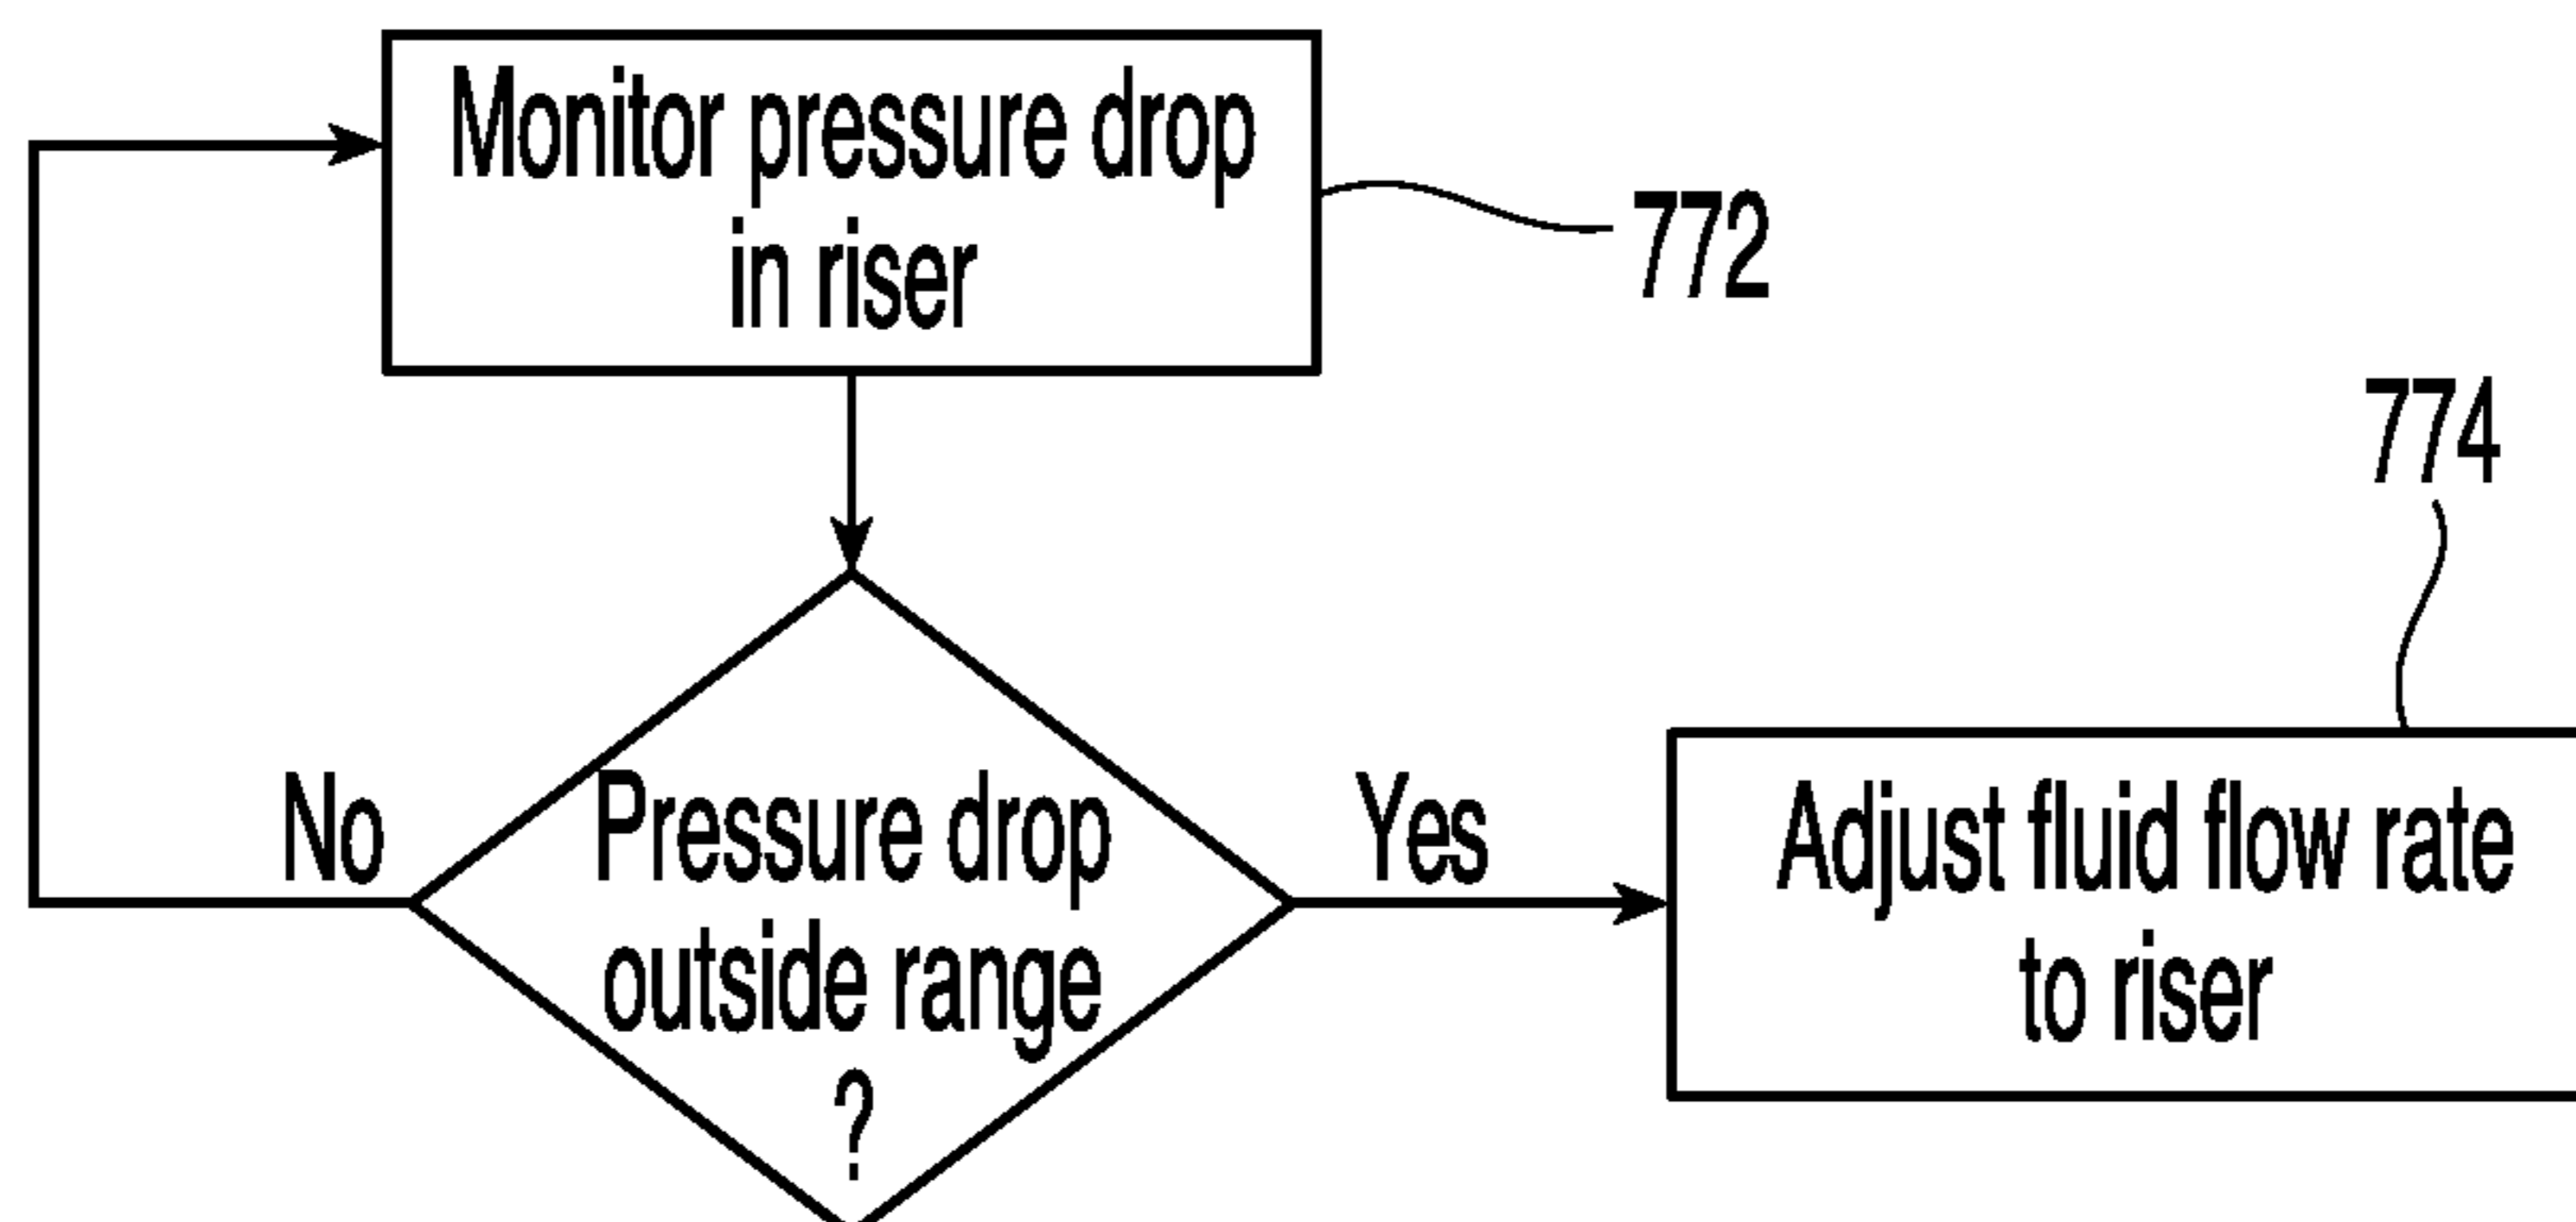 Monitor pressure drop
in riser
772
774
No
Pressure drop
outside range
?
Yes
Adjust fluid flow rate
to riser